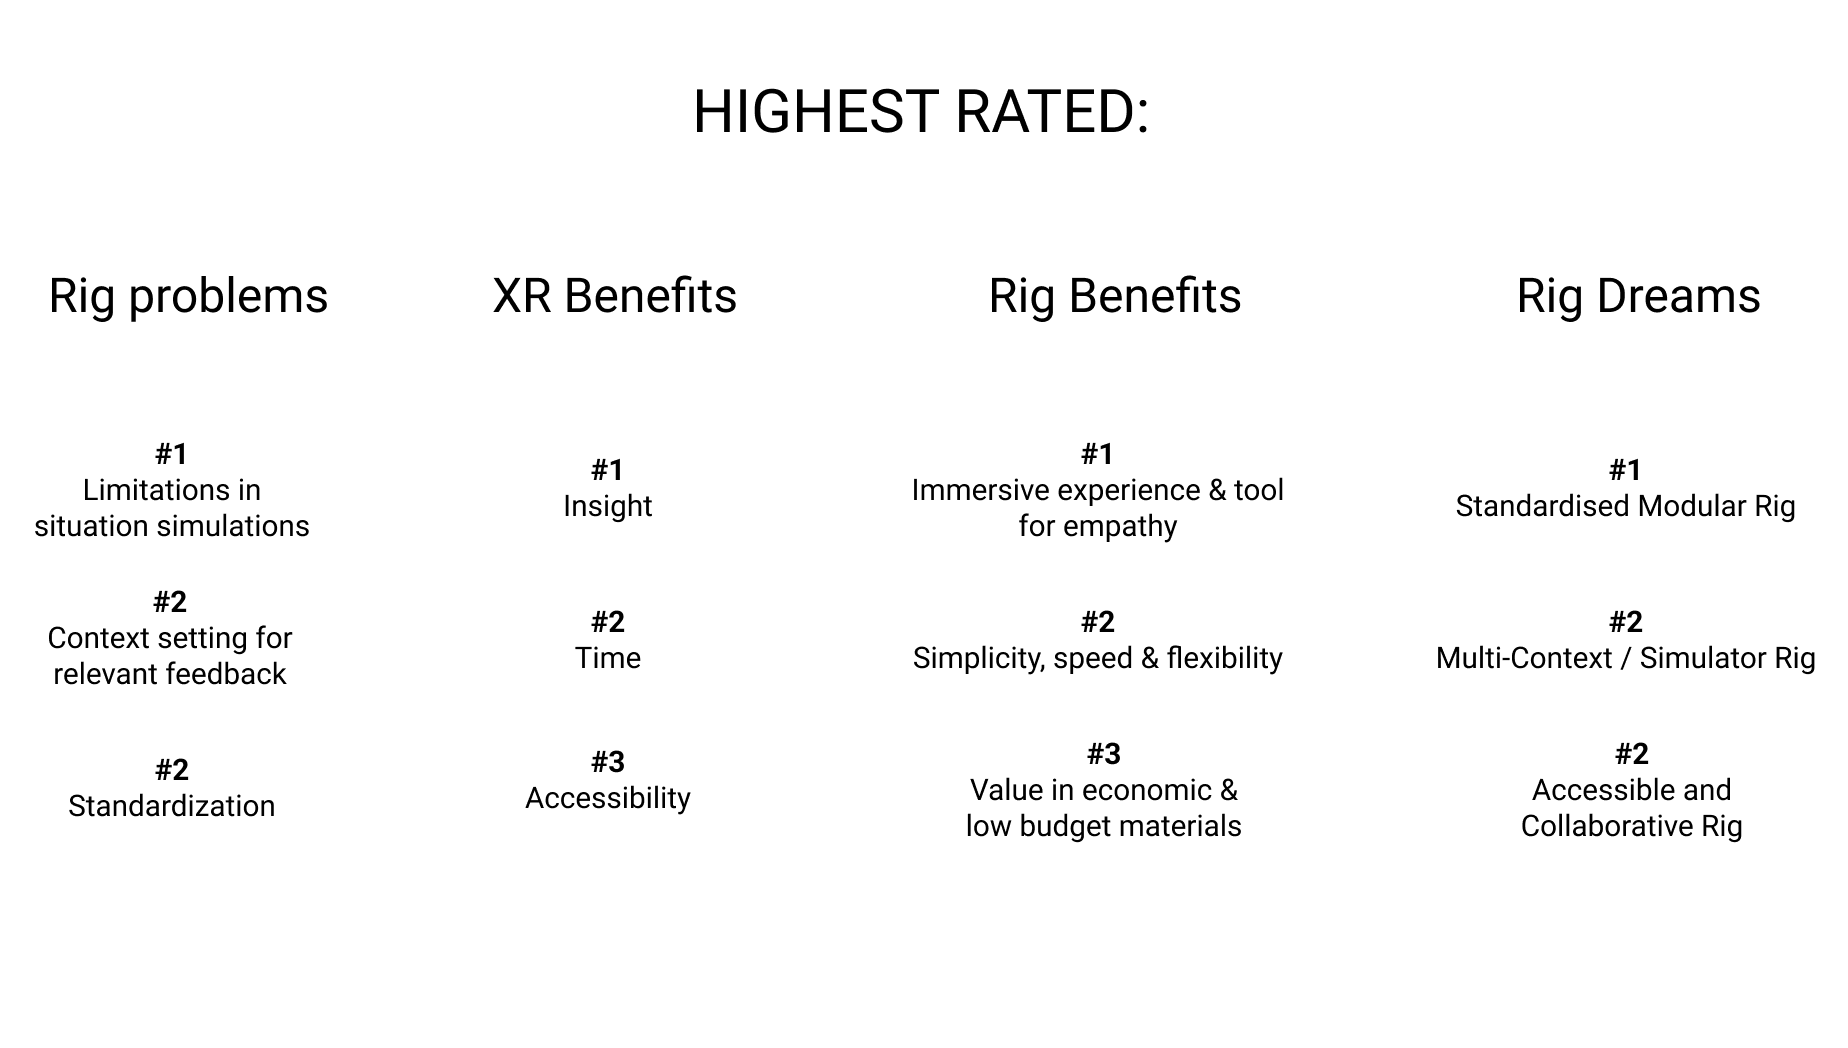 HIGHEST RATED:
Rig problems
#1
Limitations in
situation simulations
#2
Context setting for
relevant feedback
#2
Standardization
XR Benefits
#1
Insight
#2
Time
#3
Accessibility
Rig Benefits
#1
Immersive experience & tool
for empathy
#2
Simplicity, speed & flexibility
#3
Value in economic &
low budget materials
Rig Dreams
#1
Standardised Modular Rig
#2
Multi-Context / Simulator Rig
#2
Accessible and
Collaborative Rig